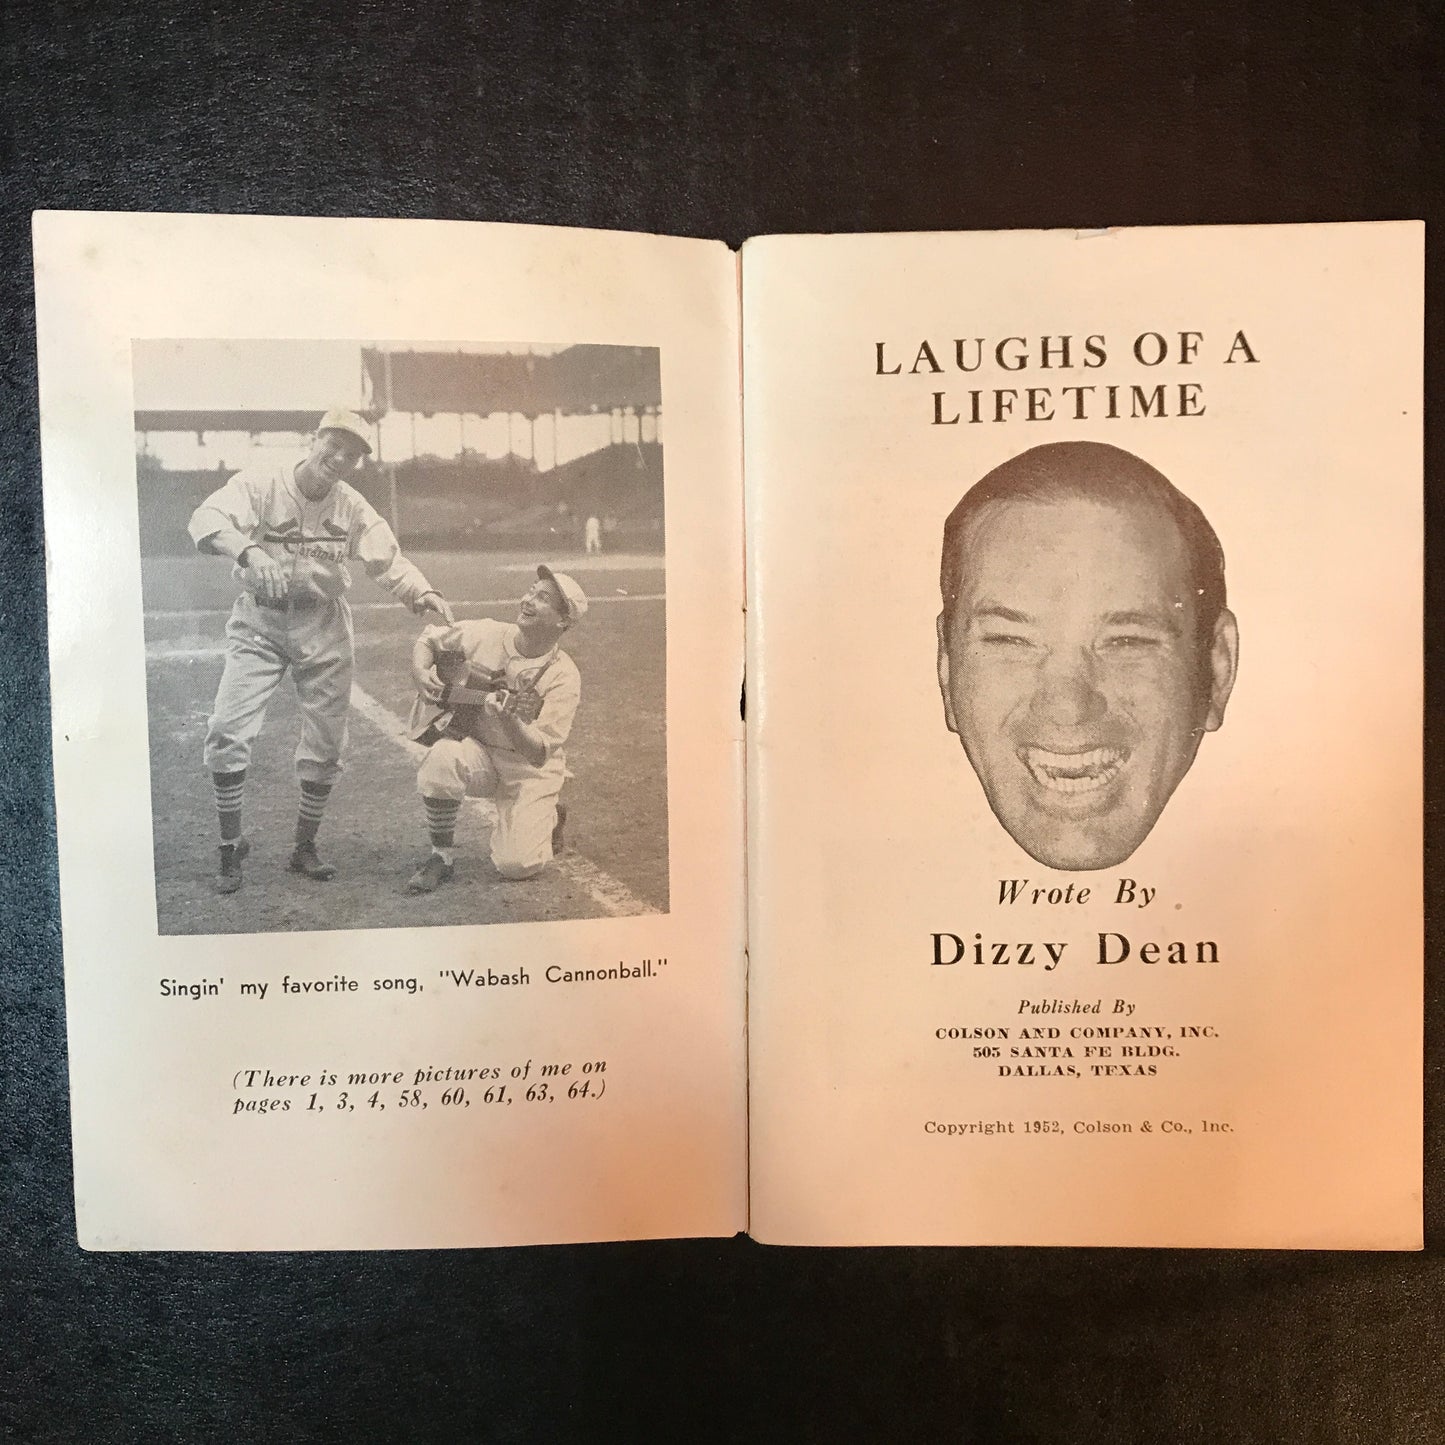 Cardinals
Singin' my favorite song, "Wabash Cannonball."
(There is more pictures of me on
pages 1, 3, 4, 58, 60, 61, 63, 64.)
LAUGHS OF A
LIFETIME
Wrote By
Dizzy Dean
Published By
COLSON AND COMPANY, INC.
505 SANTA FE BLDG.
DALLAS, TEXAS
Copyright 1952, Colson & Co., Inc.